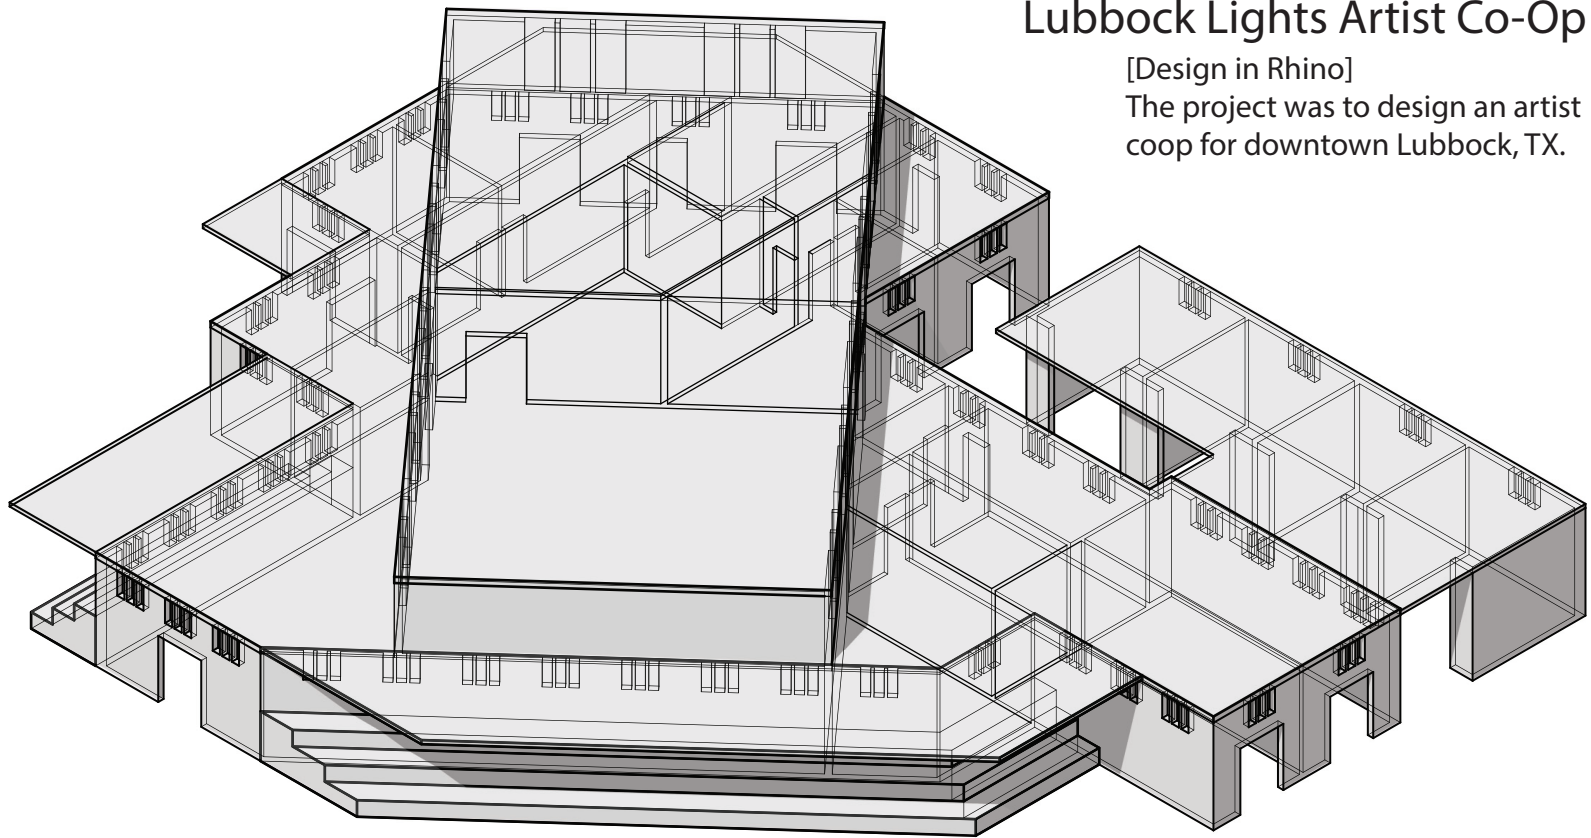 Lubbock Lights Artist Co-Op
[Design in Rhino]
The project was to design an artist
coop for downtown Lubbock, TX.